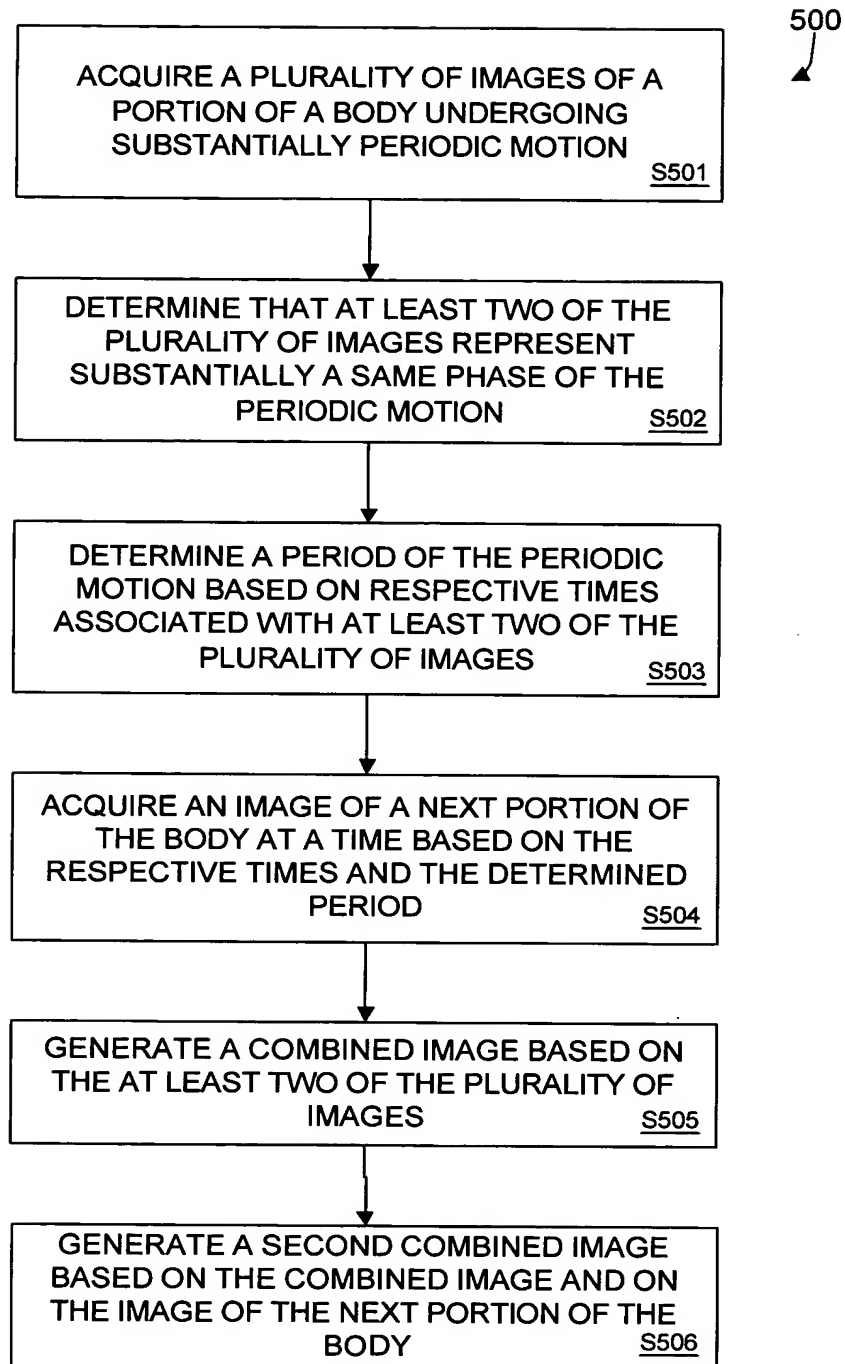 500
ACQUIRE A PLURALITY OF IMAGES OF A
PORTION OF A BODY UNDERGOING
SUBSTANTIALLY PERIODIC MOTION
S501
DETERMINE THAT AT LEAST TWO OF THE
PLURALITY OF IMAGES REPRESENT
SUBSTANTIALLY A SAME PHASE OF THE
PERIODIC MOTION
S502
DETERMINE A PERIOD OF THE PERIODIC
MOTION BASED ON RESPECTIVE TIMES
ASSOCIATED WITH AT LEAST TWO OF THE
PLURALITY OF IMAGES
S503
ACQUIRE AN IMAGE OF A NEXT PORTION OF
THE BODY AT A TIME BASED ON THE
RESPECTIVE TIMES AND THE DETERMINED
PERIOD
S504
GENERATE A COMBINED IMAGE BASED ON
THE AT LEAST TWO OF THE PLURALITY OF
IMAGES
S505
GENERATE A SECOND COMBINED IMAGE
BASED ON THE COMBINED IMAGE AND ON
THE IMAGE OF THE NEXT PORTION OF THE
BODY
S506